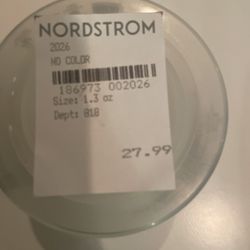 NORDSTROM
2026
NO COLOR
186973 002026
Size: 1.3 oz
Dept: 818
27.99